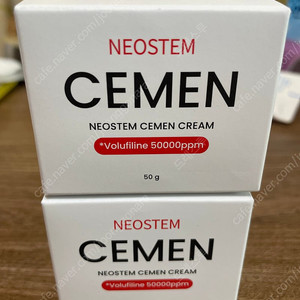 NEOSTEM
CEMEN
NEOSTEM CEMEN CREAM
*Volufiline 50000ppm
50 g
NEOSTEM
CEMEN
NEOSTEM CEMEN CREAM
*Volufiline 50000ppm